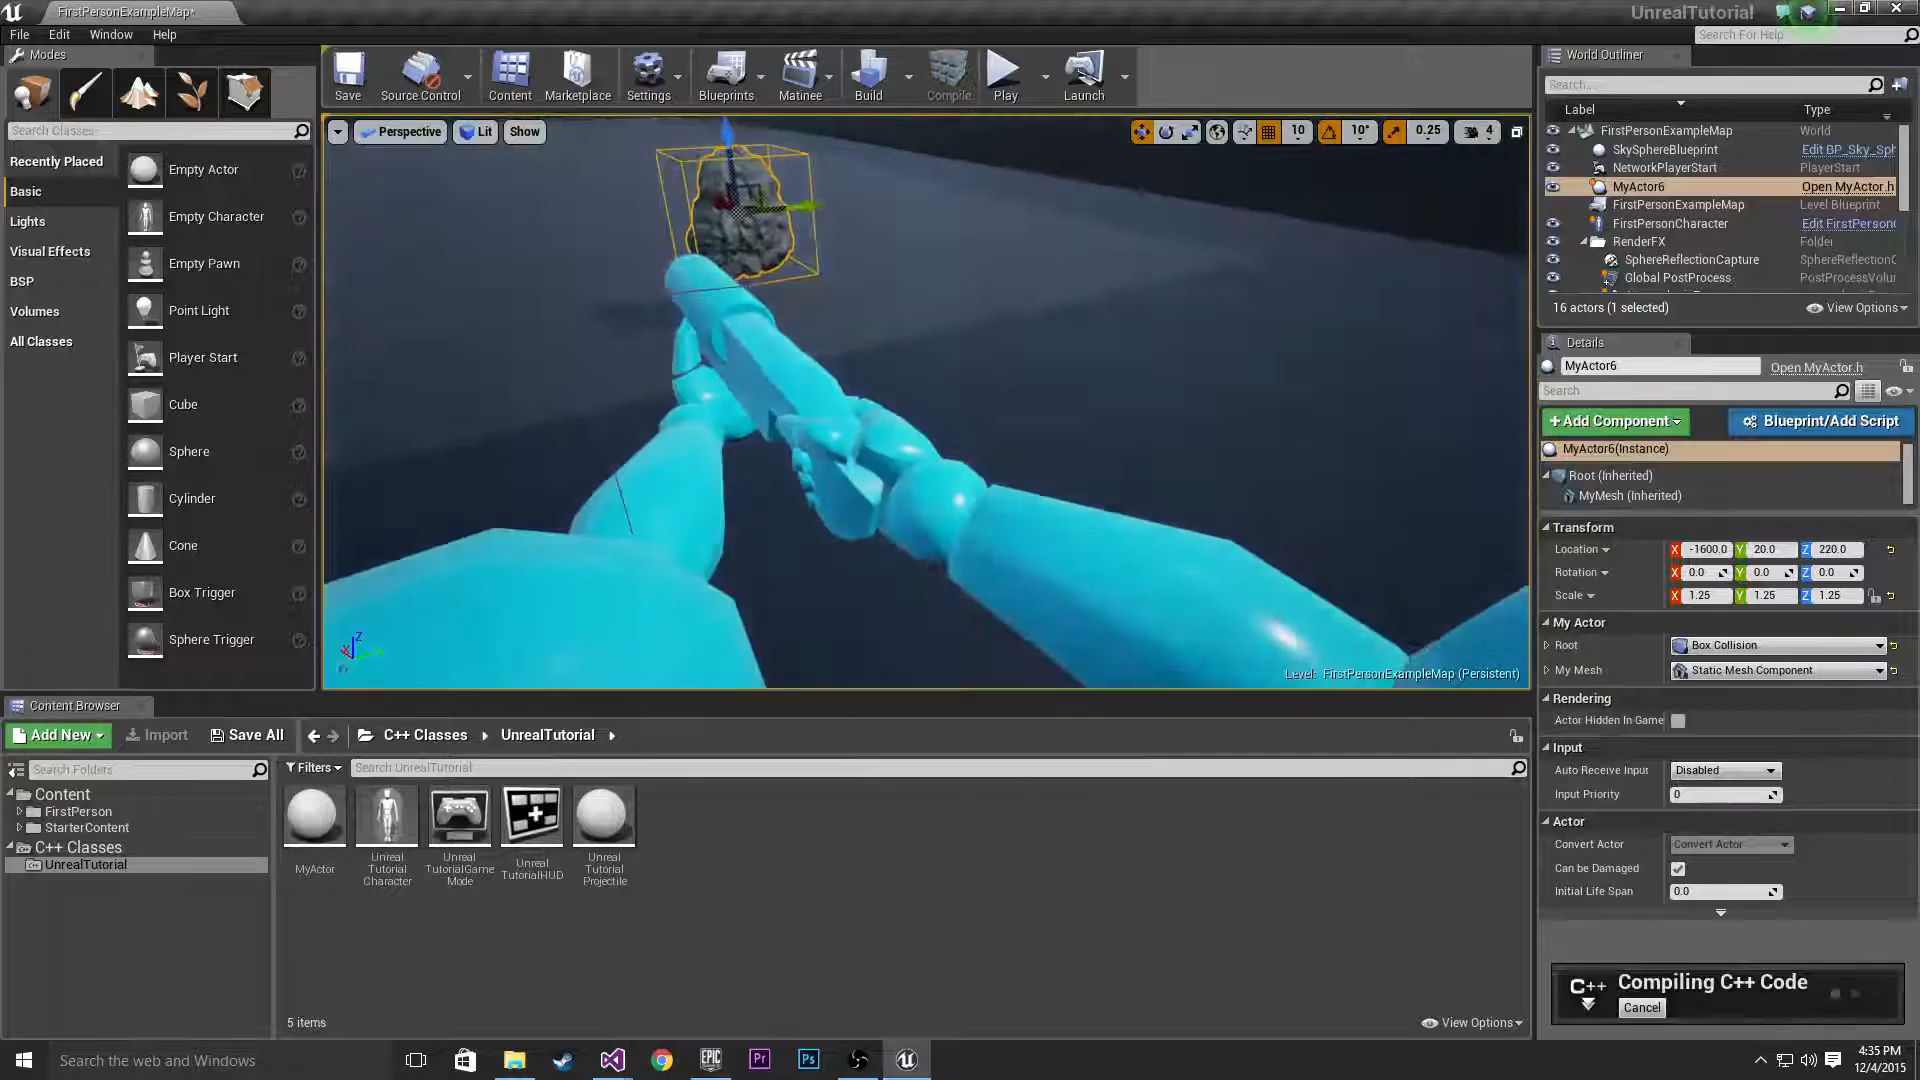 FirstPersonExampleMap*
UnrealTutorial
File Edit Window Help
Search For Help
Modes
Search Classes
Recently Placed
Basic
Lights
Visual Effects
BSP
Volumes
All Classes
Empty Actor
Empty Character
Empty Pawn
Point Light
Player Start
Cube
Sphere
Cylinder
Cone
Box Trigger
Sphere Trigger
Save
Source Control
Content
Marketplace
Settings
Blueprints
Matinee
Build
Compile
Play
Launch
Perspective Lit Show
10 10° 0.25 4
Level: FirstPersonExampleMap (Persistent)
World Outliner
Search...
Label Type
FirstPersonExampleMap World
SkySphereBlueprint Edit BP_Sky_Sph
NetworkPlayerStart PlayerStart
MyActor6 Open MyActor.h
FirstPersonExampleMap Level Blueprint
FirstPersonCharacter Edit FirstPerson
RenderFX Folder
SphereReflectionCapture SphereReflectionC
Global PostProcess PostProcessVolu
16 actors (1 selected) View Options
Details
MyActor6 Open MyActor.h
Search
+Add Component Blueprint/Add Script
MyActor6(Instance)
Root (Inherited)
MyMesh (Inherited)
Transform
Location X -1600.0 Y 20.0 Z 220.0
Rotation X 0.0 Y 0.0 Z 0.0
Scale X 1.25 Y 1.25 Z 1.25
My Actor
Root Box Collision
My Mesh Static Mesh Component
Rendering
Actor Hidden In Game
Input
Auto Receive Input Disabled
Input Priority 0
Actor
Convert Actor Convert Actor
Can be Damaged
Initial Life Span 0.0
C++ Compiling C++ Code
Cancel
Content Browser
Add New Import Save All C++ Classes UnrealTutorial
Search Folders
Filters Search UnrealTutorial
Content
FirstPerson
StarterContent
C++ Classes
UnrealTutorial
MyActor
Unreal Tutorial Character
Unreal TutorialGame Mode
Unreal TutorialHUD
Unreal Tutorial Projectile
5 items
View Options
Search the web and Windows
EPIC GAMES
Pr
Ps
4:35 PM
12/4/2015